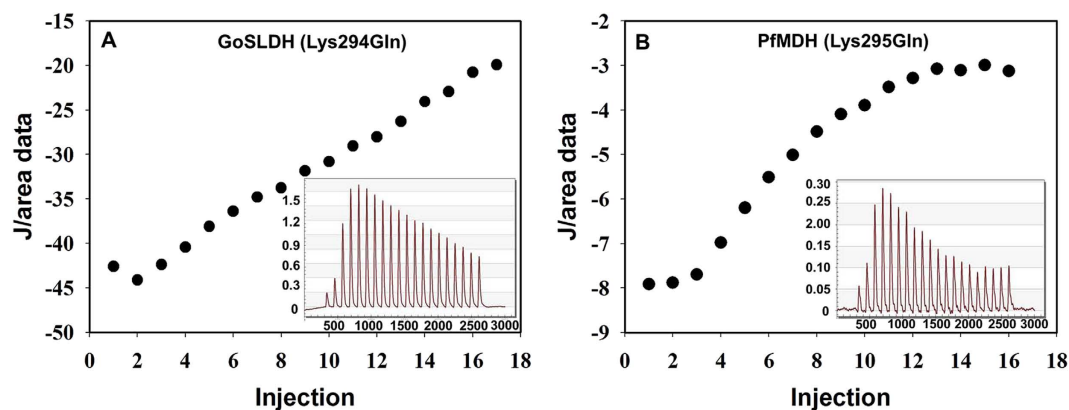 A
GoSLDH (Lys294Gln)
-15
-20
-25
-30
-35
-40
-45
-50
J/area data
0 2 4 6 8 10 12 14 16 18
Injection
1.5
1.2
0.9
0.6
0.3
0
500 1000 1500 2000 2500 3000
B
PfMDH (Lys295Gln)
-2
-3
-4
-5
-6
-7
-8
-9
J/area data
0 2 4 6 8 10 12 14 16 18
Injection
0.30
0.25
0.20
0.15
0.10
0.05
0
500 1000 1500 2000 2500 3000